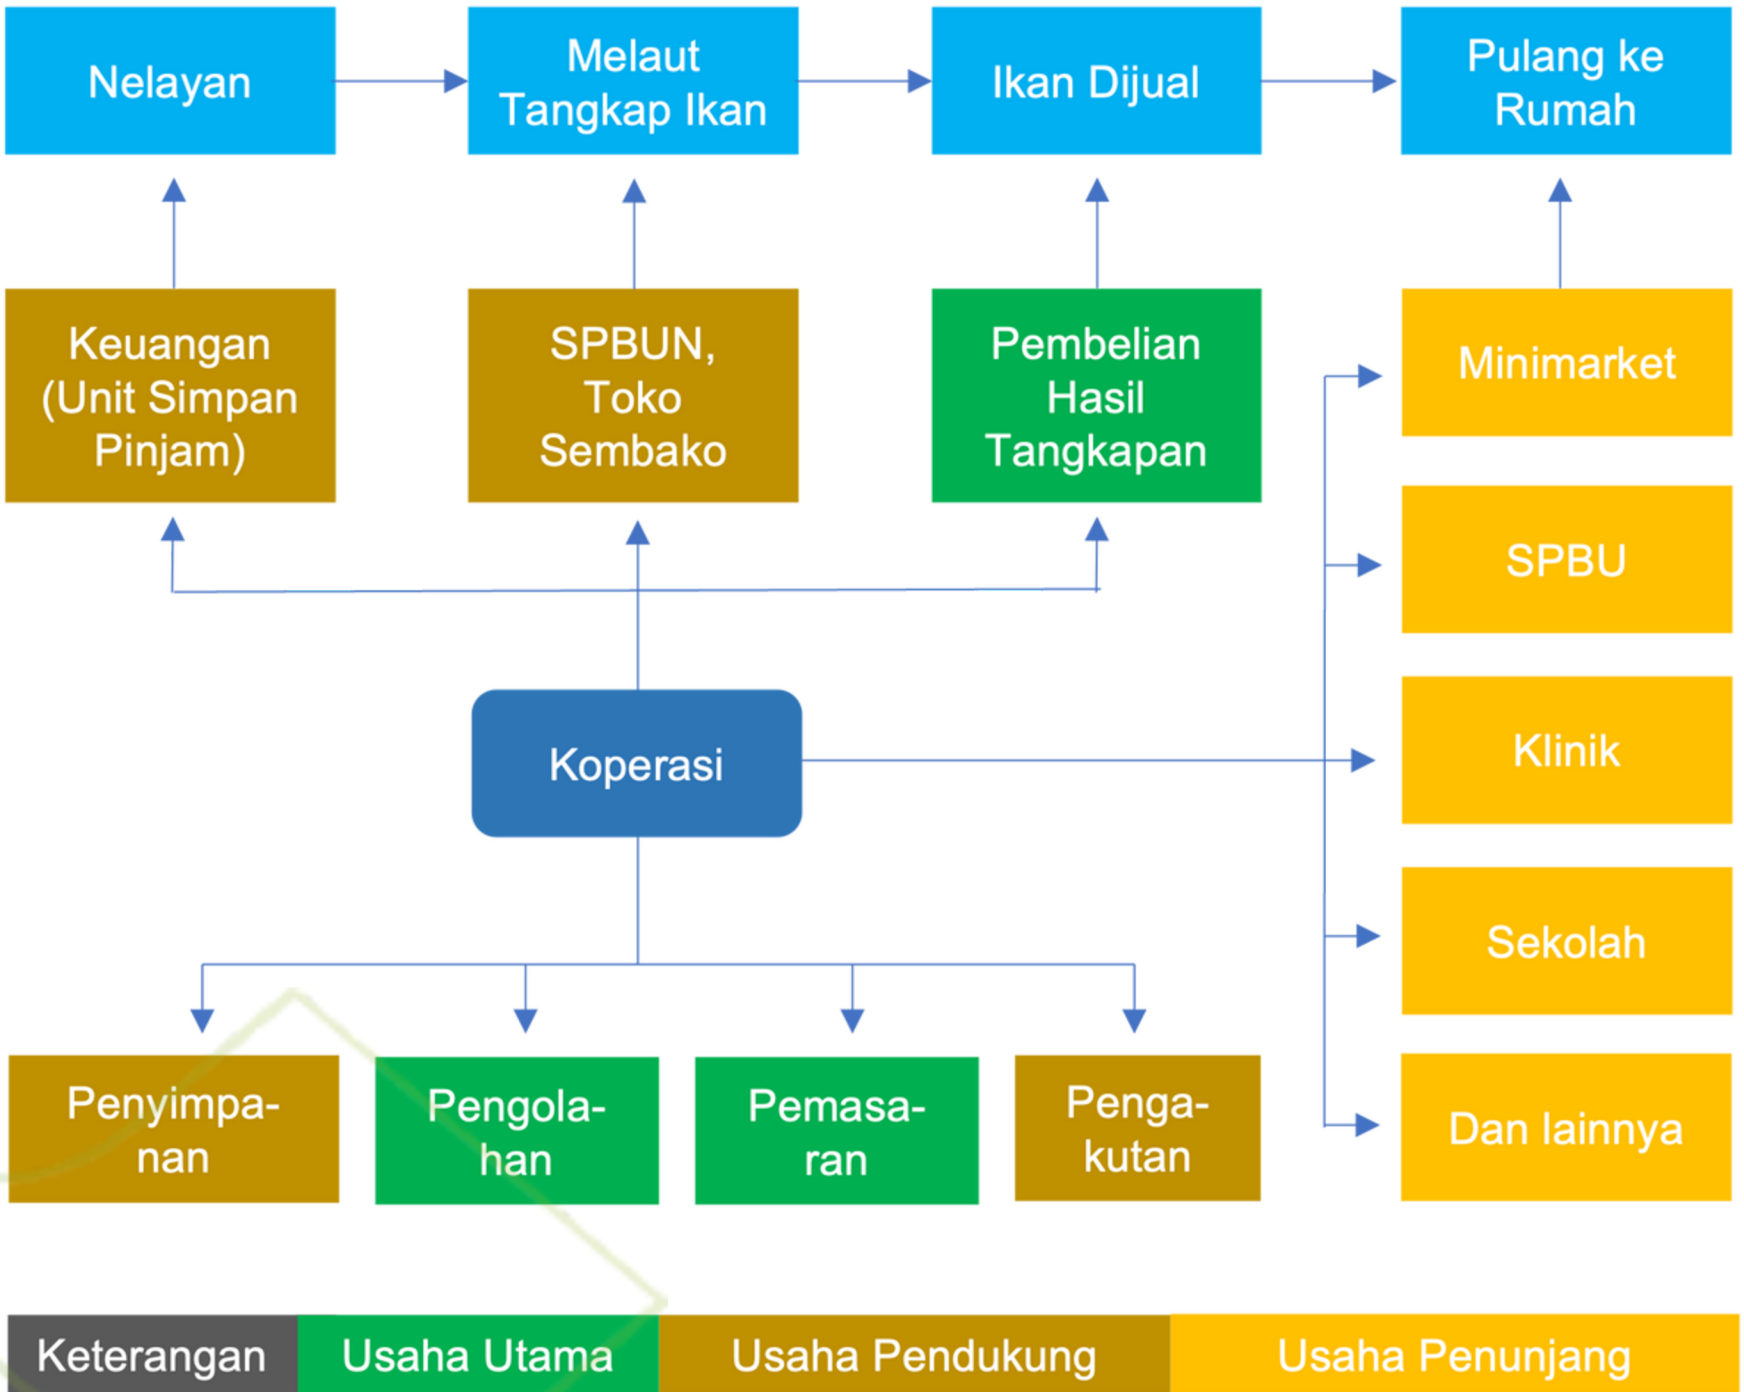 Nelayan
Melaut
Tangkap Ikan
Ikan Dijual
Pulang ke
Rumah
Keuangan
(Unit Simpan
Pinjam)
SPBUN,
Toko
Sembako
Pembelian
Hasil
Tangkapan
Minimarket
SPBU
Koperasi
Klinik
Sekolah
Penyimpa-
nan
Pengola-
han
Pemasa-
ran
Penga-
kutan
Dan lainnya
Keterangan
Usaha Utama
Usaha Pendukung
Usaha Penunjang